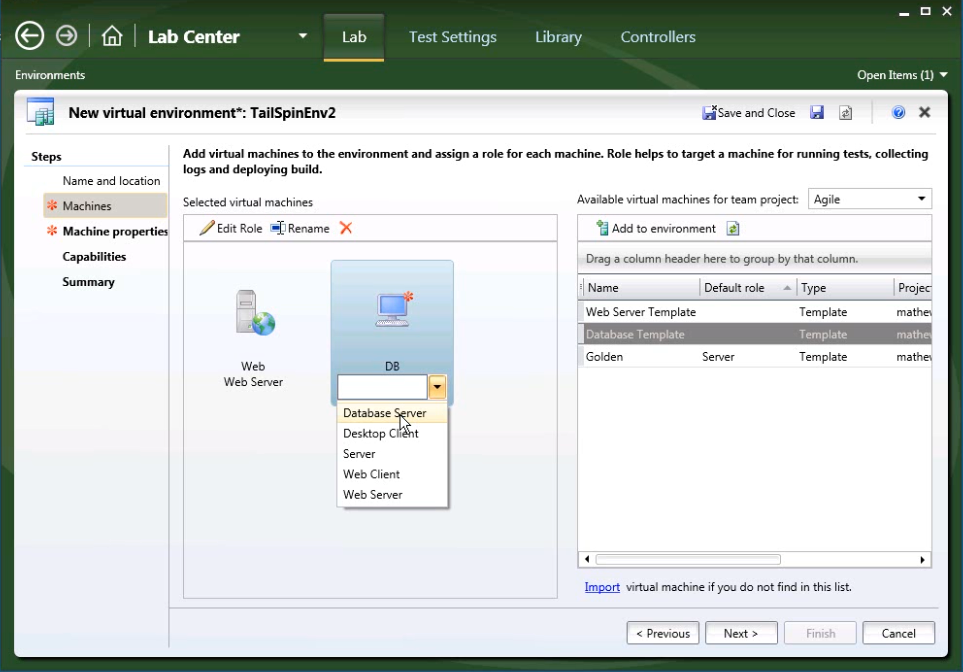 Lab Center
Lab
Test Settings
Library
Controllers
Environments
Open Items (1)
New virtual environment*: TailSpinEnv2
Save and Close
Steps
Name and location
Machines
Machine properties
Capabilities
Summary
Add virtual machines to the environment and assign a role for each machine. Role helps to target a machine for running tests, collecting
logs and deploying build.
Selected virtual machines
Edit Role
Rename
Web
Web Server
DB
Database Server
Desktop Client
Server
Web Client
Web Server
Available virtual machines for team project:
Agile
Add to environment
Drag a column header here to group by that column.
Name Default role Type Projec
Web Server Template Template mathew
Database Template Template mathew
Golden Server Template mathew
Import virtual machine if you do not find in this list.
< Previous
Next >
Finish
Cancel